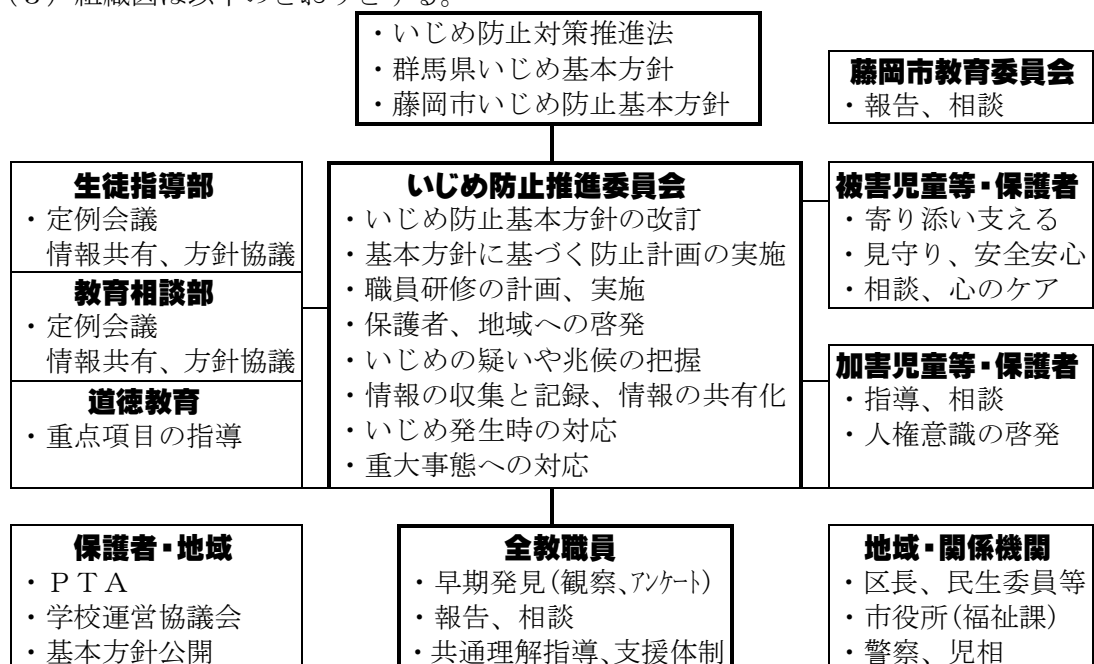 (3) 組織図は以下のとおりとする。
・いじめ防止対策推進法
・群馬県いじめ基本方針
・藤岡市いじめ防止基本方針
藤岡市教育委員会
・報告、相談
生徒指導部
・定例会議
情報共有、方針協議
教育相談部
・定例会議
情報共有、方針協議
道徳教育
・重点項目の指導
いじめ防止推進委員会
・いじめ防止基本方針の改訂
・基本方針に基づく防止計画の実施
・職員研修の計画、実施
・保護者、地域への啓発
・いじめの疑いや兆候の把握
・情報の収集と記録、情報の共有化
・いじめ発生時の対応
・重大事態への対応
被害児童等・保護者
・寄り添い支える
・見守り、安全安心
・相談、心のケア
加害児童等・保護者
・指導、相談
・人権意識の啓発
保護者・地域
・ＰＴＡ
・学校運営協議会
・基本方針公開
全教職員
・早期発見(観察、ｱﾝｹｰﾄ)
・報告、相談
・共通理解指導、支援体制
地域・関係機関
・区長、民生委員等
・市役所(福祉課)
・警察、児相